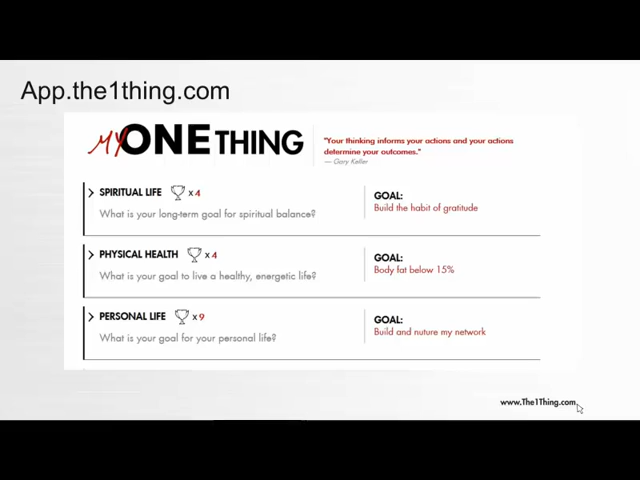 App.the1thing.com
MY ONE THING
"Your thinking informs your actions and your actions
determine your outcomes."
— Gary Keller
SPIRITUAL LIFE x 4
What is your long-term goal for spiritual balance?
GOAL:
Build the habit of gratitude
PHYSICAL HEALTH x 4
What is your goal to live a healthy, energetic life?
GOAL:
Body fat below 15%
PERSONAL LIFE x 9
What is your goal for your personal life?
GOAL:
Build and nuture my network
www.The1Thing.com